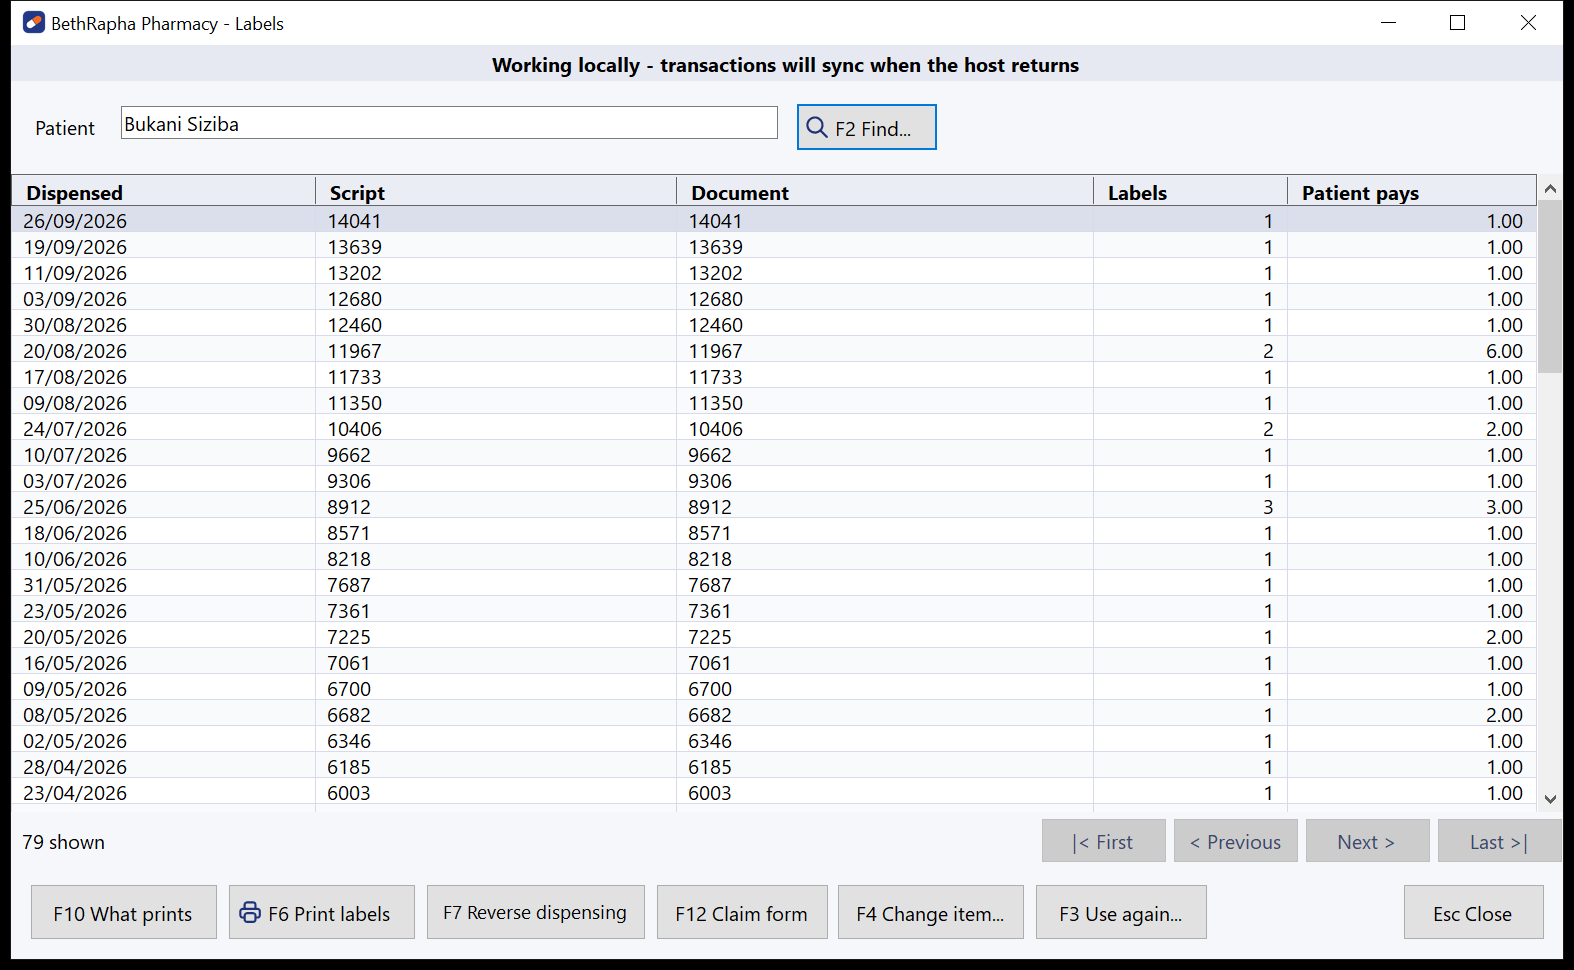 BethRapha Pharmacy - Labels
Working locally - transactions will sync when the host returns
Patient Bukani Siziba F2 Find...
Dispensed Script Document Labels Patient pays
26/09/2026 14041 14041 1 1.00
19/09/2026 13639 13639 1 1.00
11/09/2026 13202 13202 1 1.00
03/09/2026 12680 12680 1 1.00
30/08/2026 12460 12460 1 1.00
20/08/2026 11967 11967 2 6.00
17/08/2026 11733 11733 1 1.00
09/08/2026 11350 11350 1 1.00
24/07/2026 10406 10406 2 2.00
10/07/2026 9662 9662 1 1.00
03/07/2026 9306 9306 1 1.00
25/06/2026 8912 8912 3 3.00
18/06/2026 8571 8571 1 1.00
10/06/2026 8218 8218 1 1.00
31/05/2026 7687 7687 1 1.00
23/05/2026 7361 7361 1 1.00
20/05/2026 7225 7225 1 2.00
16/05/2026 7061 7061 1 1.00
09/05/2026 6700 6700 1 1.00
08/05/2026 6682 6682 1 2.00
02/05/2026 6346 6346 1 1.00
28/04/2026 6185 6185 1 1.00
23/04/2026 6003 6003 1 1.00
79 shown |< First < Previous Next > Last >|
F10 What prints F6 Print labels F7 Reverse dispensing F12 Claim form F4 Change item... F3 Use again... Esc Close